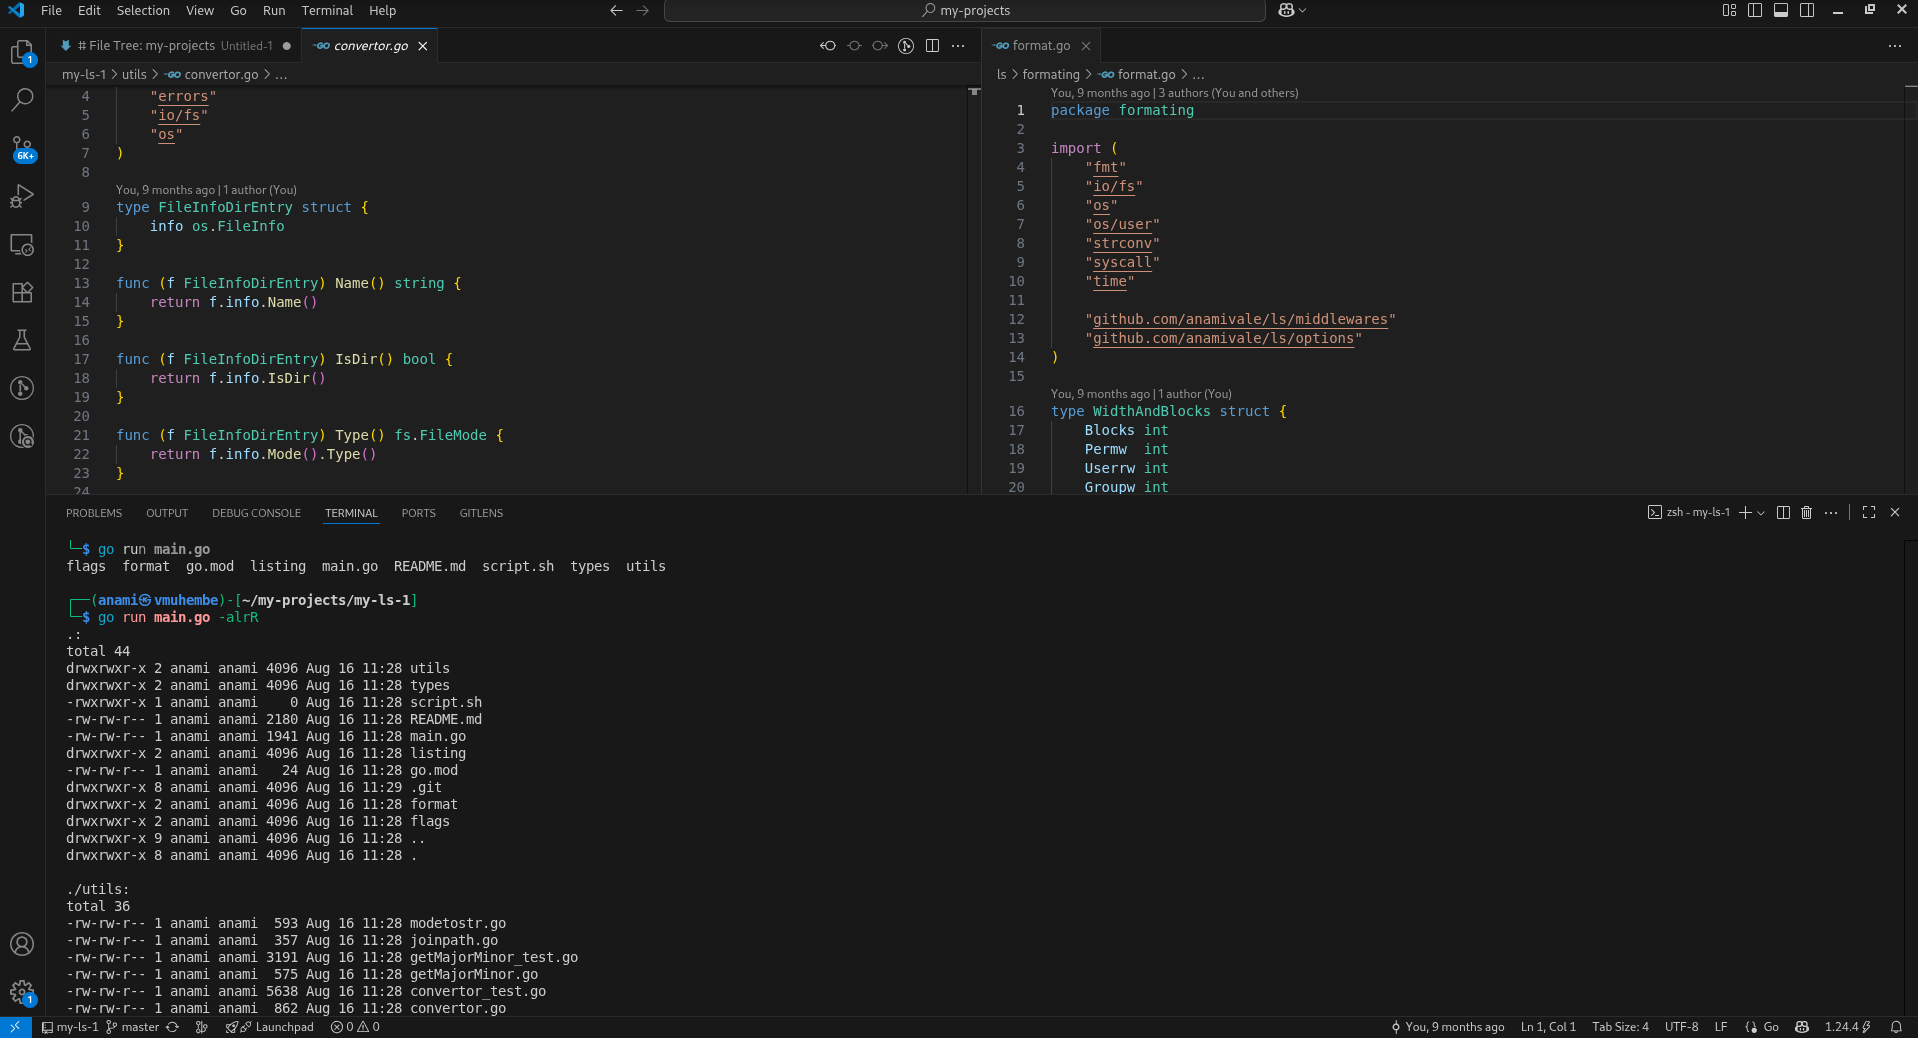 File Edit Selection View Go Run Terminal Help
my-projects
# File Tree: my-projects Untitled-1
convertor.go
my-ls-1 > utils > convertor.go > ...
4 "errors"
5 "io/fs"
6 "os"
7 )
8
You, 9 months ago | 1 author (You)
9 type FileInfoDirEntry struct {
10 info os.FileInfo
11 }
12
13 func (f FileInfoDirEntry) Name() string {
14 return f.info.Name()
15 }
16
17 func (f FileInfoDirEntry) IsDir() bool {
18 return f.info.IsDir()
19 }
20
21 func (f FileInfoDirEntry) Type() fs.FileMode {
22 return f.info.Mode().Type()
23 }
24
format.go
ls > formating > format.go > ...
You, 9 months ago | 3 authors (You and others)
1 package formating
2
3 import (
4 "fmt"
5 "io/fs"
6 "os"
7 "os/user"
8 "strconv"
9 "syscall"
10 "time"
11
12 "github.com/anamivale/ls/middlewares"
13 "github.com/anamivale/ls/options"
14 )
15
You, 9 months ago | 1 author (You)
16 type WidthAndBlocks struct {
17 Blocks int
18 Permw int
19 Userrw int
20 Groupw int
1
6K+
1
PROBLEMS OUTPUT DEBUG CONSOLE TERMINAL PORTS GITLENS
zsh - my-ls-1
└─$ go run main.go
flags format go.mod listing main.go README.md script.sh types utils
┌──(anami㉿vmuhembe)-[~/my-projects/my-ls-1]
└─$ go run main.go -alrR
.:
total 44
drwxrwxr-x 2 anami anami 4096 Aug 16 11:28 utils
drwxrwxr-x 2 anami anami 4096 Aug 16 11:28 types
-rwxrwxr-x 1 anami anami    0 Aug 16 11:28 script.sh
-rw-rw-r-- 1 anami anami 2180 Aug 16 11:28 README.md
-rw-rw-r-- 1 anami anami 1941 Aug 16 11:28 main.go
drwxrwxr-x 2 anami anami 4096 Aug 16 11:28 listing
-rw-rw-r-- 1 anami anami   24 Aug 16 11:28 go.mod
drwxrwxr-x 8 anami anami 4096 Aug 16 11:29 .git
drwxrwxr-x 2 anami anami 4096 Aug 16 11:28 format
drwxrwxr-x 2 anami anami 4096 Aug 16 11:28 flags
drwxrwxr-x 9 anami anami 4096 Aug 16 11:28 ..
drwxrwxr-x 8 anami anami 4096 Aug 16 11:28 .
./utils:
total 36
-rw-rw-r-- 1 anami anami  593 Aug 16 11:28 modetostr.go
-rw-rw-r-- 1 anami anami  357 Aug 16 11:28 joinpath.go
-rw-rw-r-- 1 anami anami 3191 Aug 16 11:28 getMajorMinor_test.go
-rw-rw-r-- 1 anami anami  575 Aug 16 11:28 getMajorMinor.go
-rw-rw-r-- 1 anami anami 5638 Aug 16 11:28 convertor_test.go
-rw-rw-r-- 1 anami anami  862 Aug 16 11:28 convertor.go
my-ls-1 master Launchpad 0 0 You, 9 months ago Ln 1, Col 1 Tab Size: 4 UTF-8 LF Go 1.24.4